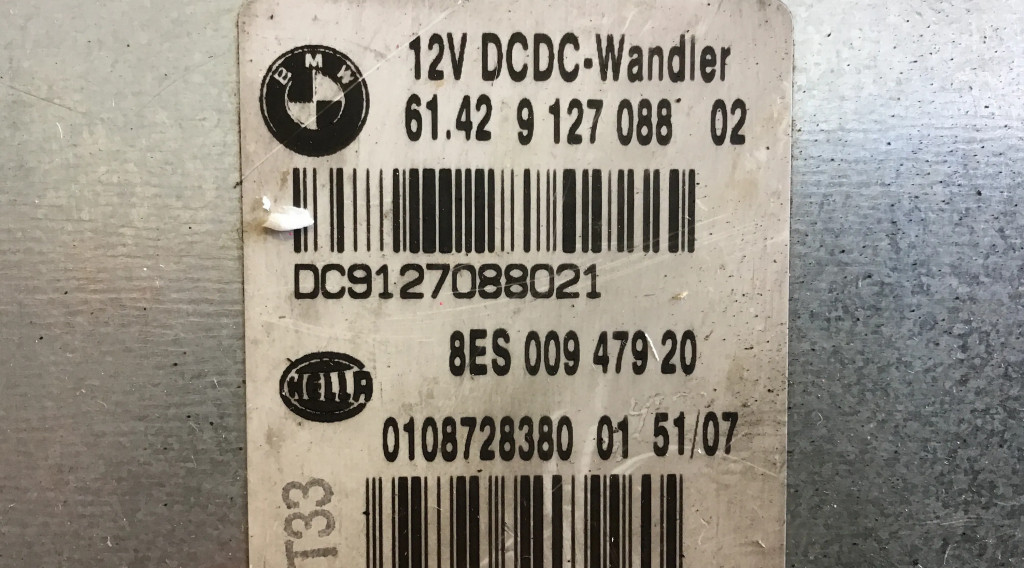 BMW
12V DCDC-Wandler
61.42 9 127 088 02
DC9127088021
8ES 009 479 20
HELLA
0108728380 01 51/07
T33